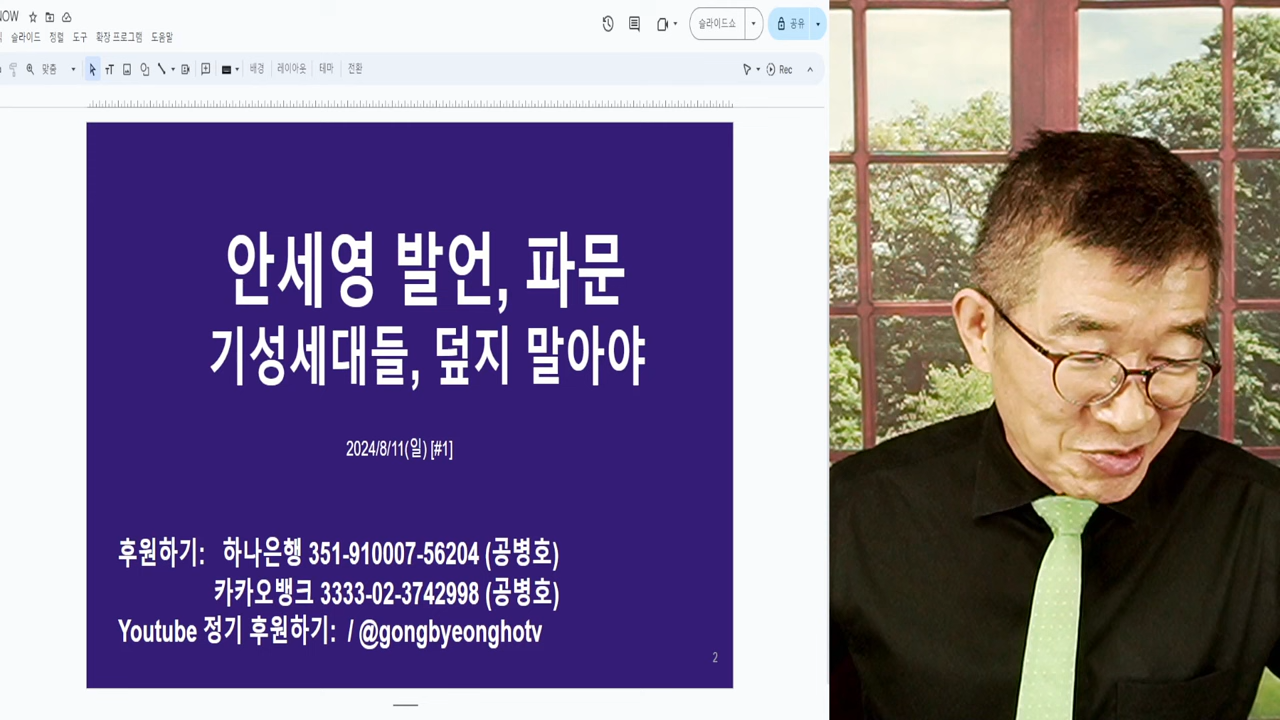 NOW
슬라이드 정렬 도구 확장 프로그램 도움말
슬라이드쇼
공유
맞춤
배경 레이아웃 테마 전환
Rec
안세영 발언, 파문
기성세대들, 덮지 말아야
2024/8/11(일) [#1]
후원하기: 하나은행 351-910007-56204 (공병호)
카카오뱅크 3333-02-3742998 (공병호)
Youtube 정기 후원하기: / @gongbyeonghotv
2